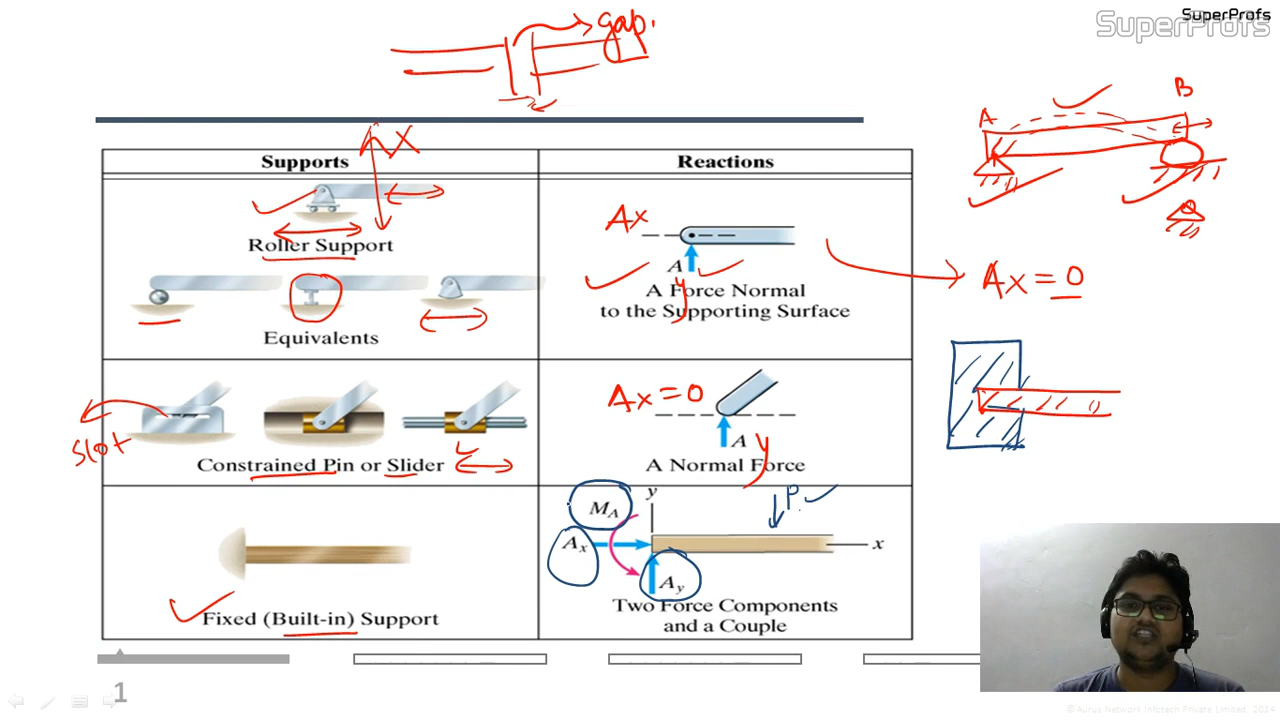 SuperProfs
SuperProfs
gap.
B
A
Supports
Reactions
X
Roller Support
Ax
A
y
A Force Normal
to the Supporting Surface
Ax = 0
Equivalents
Ax = 0
A
y
Slot
Constrained Pin or Slider
A Normal Force
MA
y
P.
Ax
x
Ay
Fixed (Built-in) Support
Two Force Components
and a Couple
1
© Aurus Network Infotech Private Limited, 2014